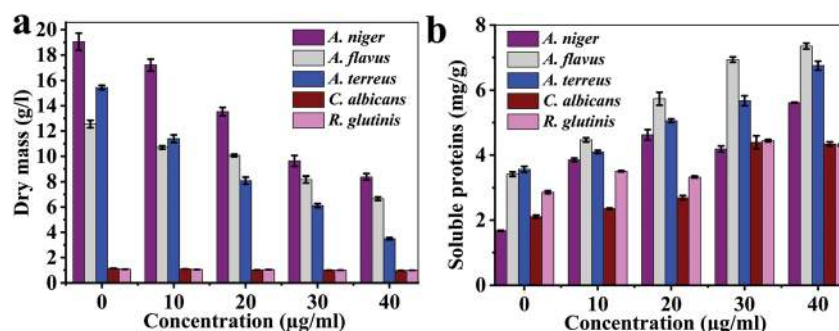 a
20
18
16
14
12
10
8
6
4
2
0
Dry mass (g/l)
A. niger
A. flavus
A. terreus
C. albicans
R. glutinis
0 10 20 30 40
Concentration (µg/ml)
b
8
6
4
2
0
Soluble proteins (mg/g)
A. niger
A. flavus
A. terreus
C. albicans
R. glutinis
0 10 20 30 40
Concentration (µg/ml)